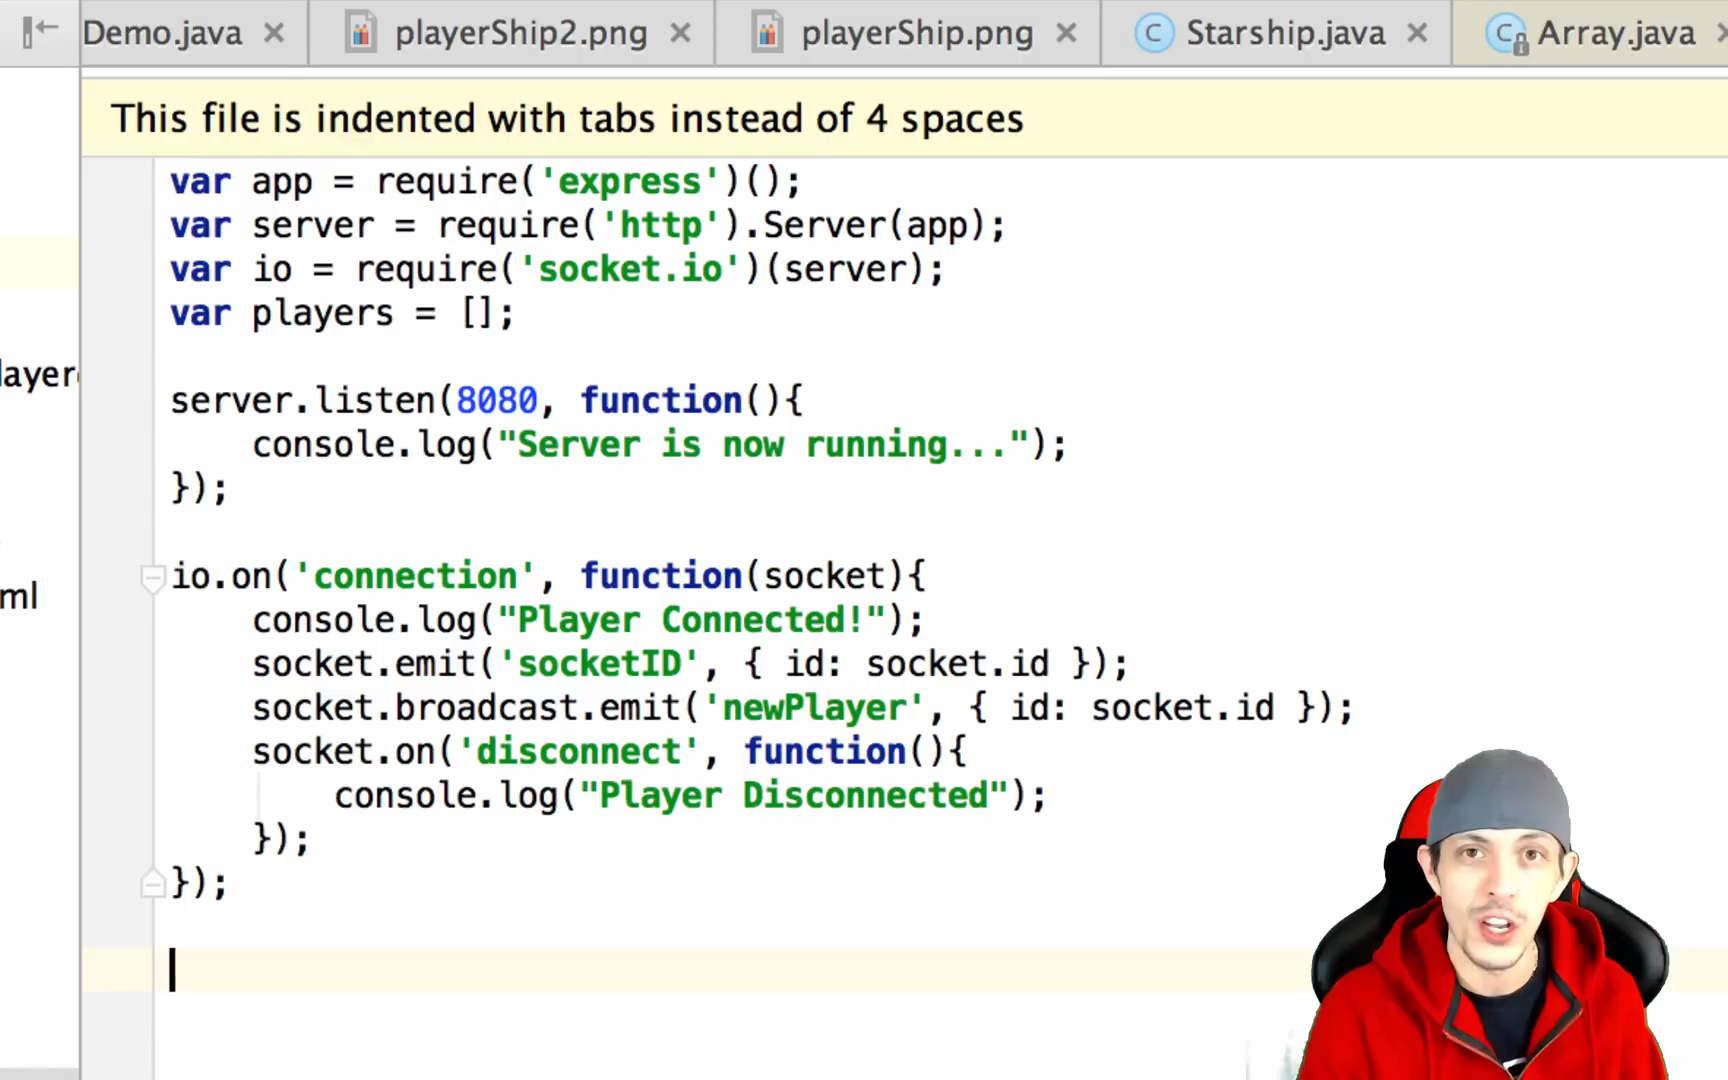 Demo.java
playerShip2.png
playerShip.png
Starship.java
Array.java
This file is indented with tabs instead of 4 spaces
var app = require('express')();
var server = require('http').Server(app);
var io = require('socket.io')(server);
var players = [];
layer
server.listen(8080, function(){
console.log("Server is now running...");
});
io.on('connection', function(socket){
ml
console.log("Player Connected!");
socket.emit('socketID', { id: socket.id });
socket.broadcast.emit('newPlayer', { id: socket.id });
socket.on('disconnect', function(){
console.log("Player Disconnected");
});
});